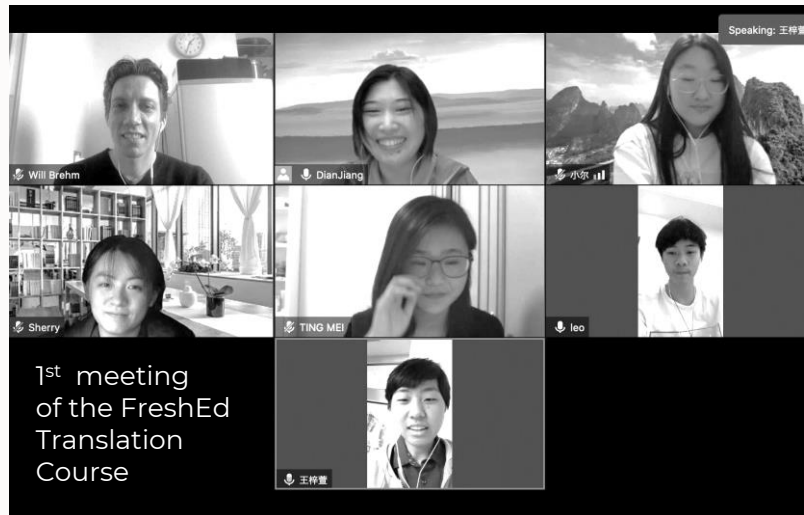 Speaking: 王梓萱
Will Brehm
DianJiang
小尔
Sherry
TING MEI
leo
1st meeting
of the FreshEd
Translation
Course
王梓萱